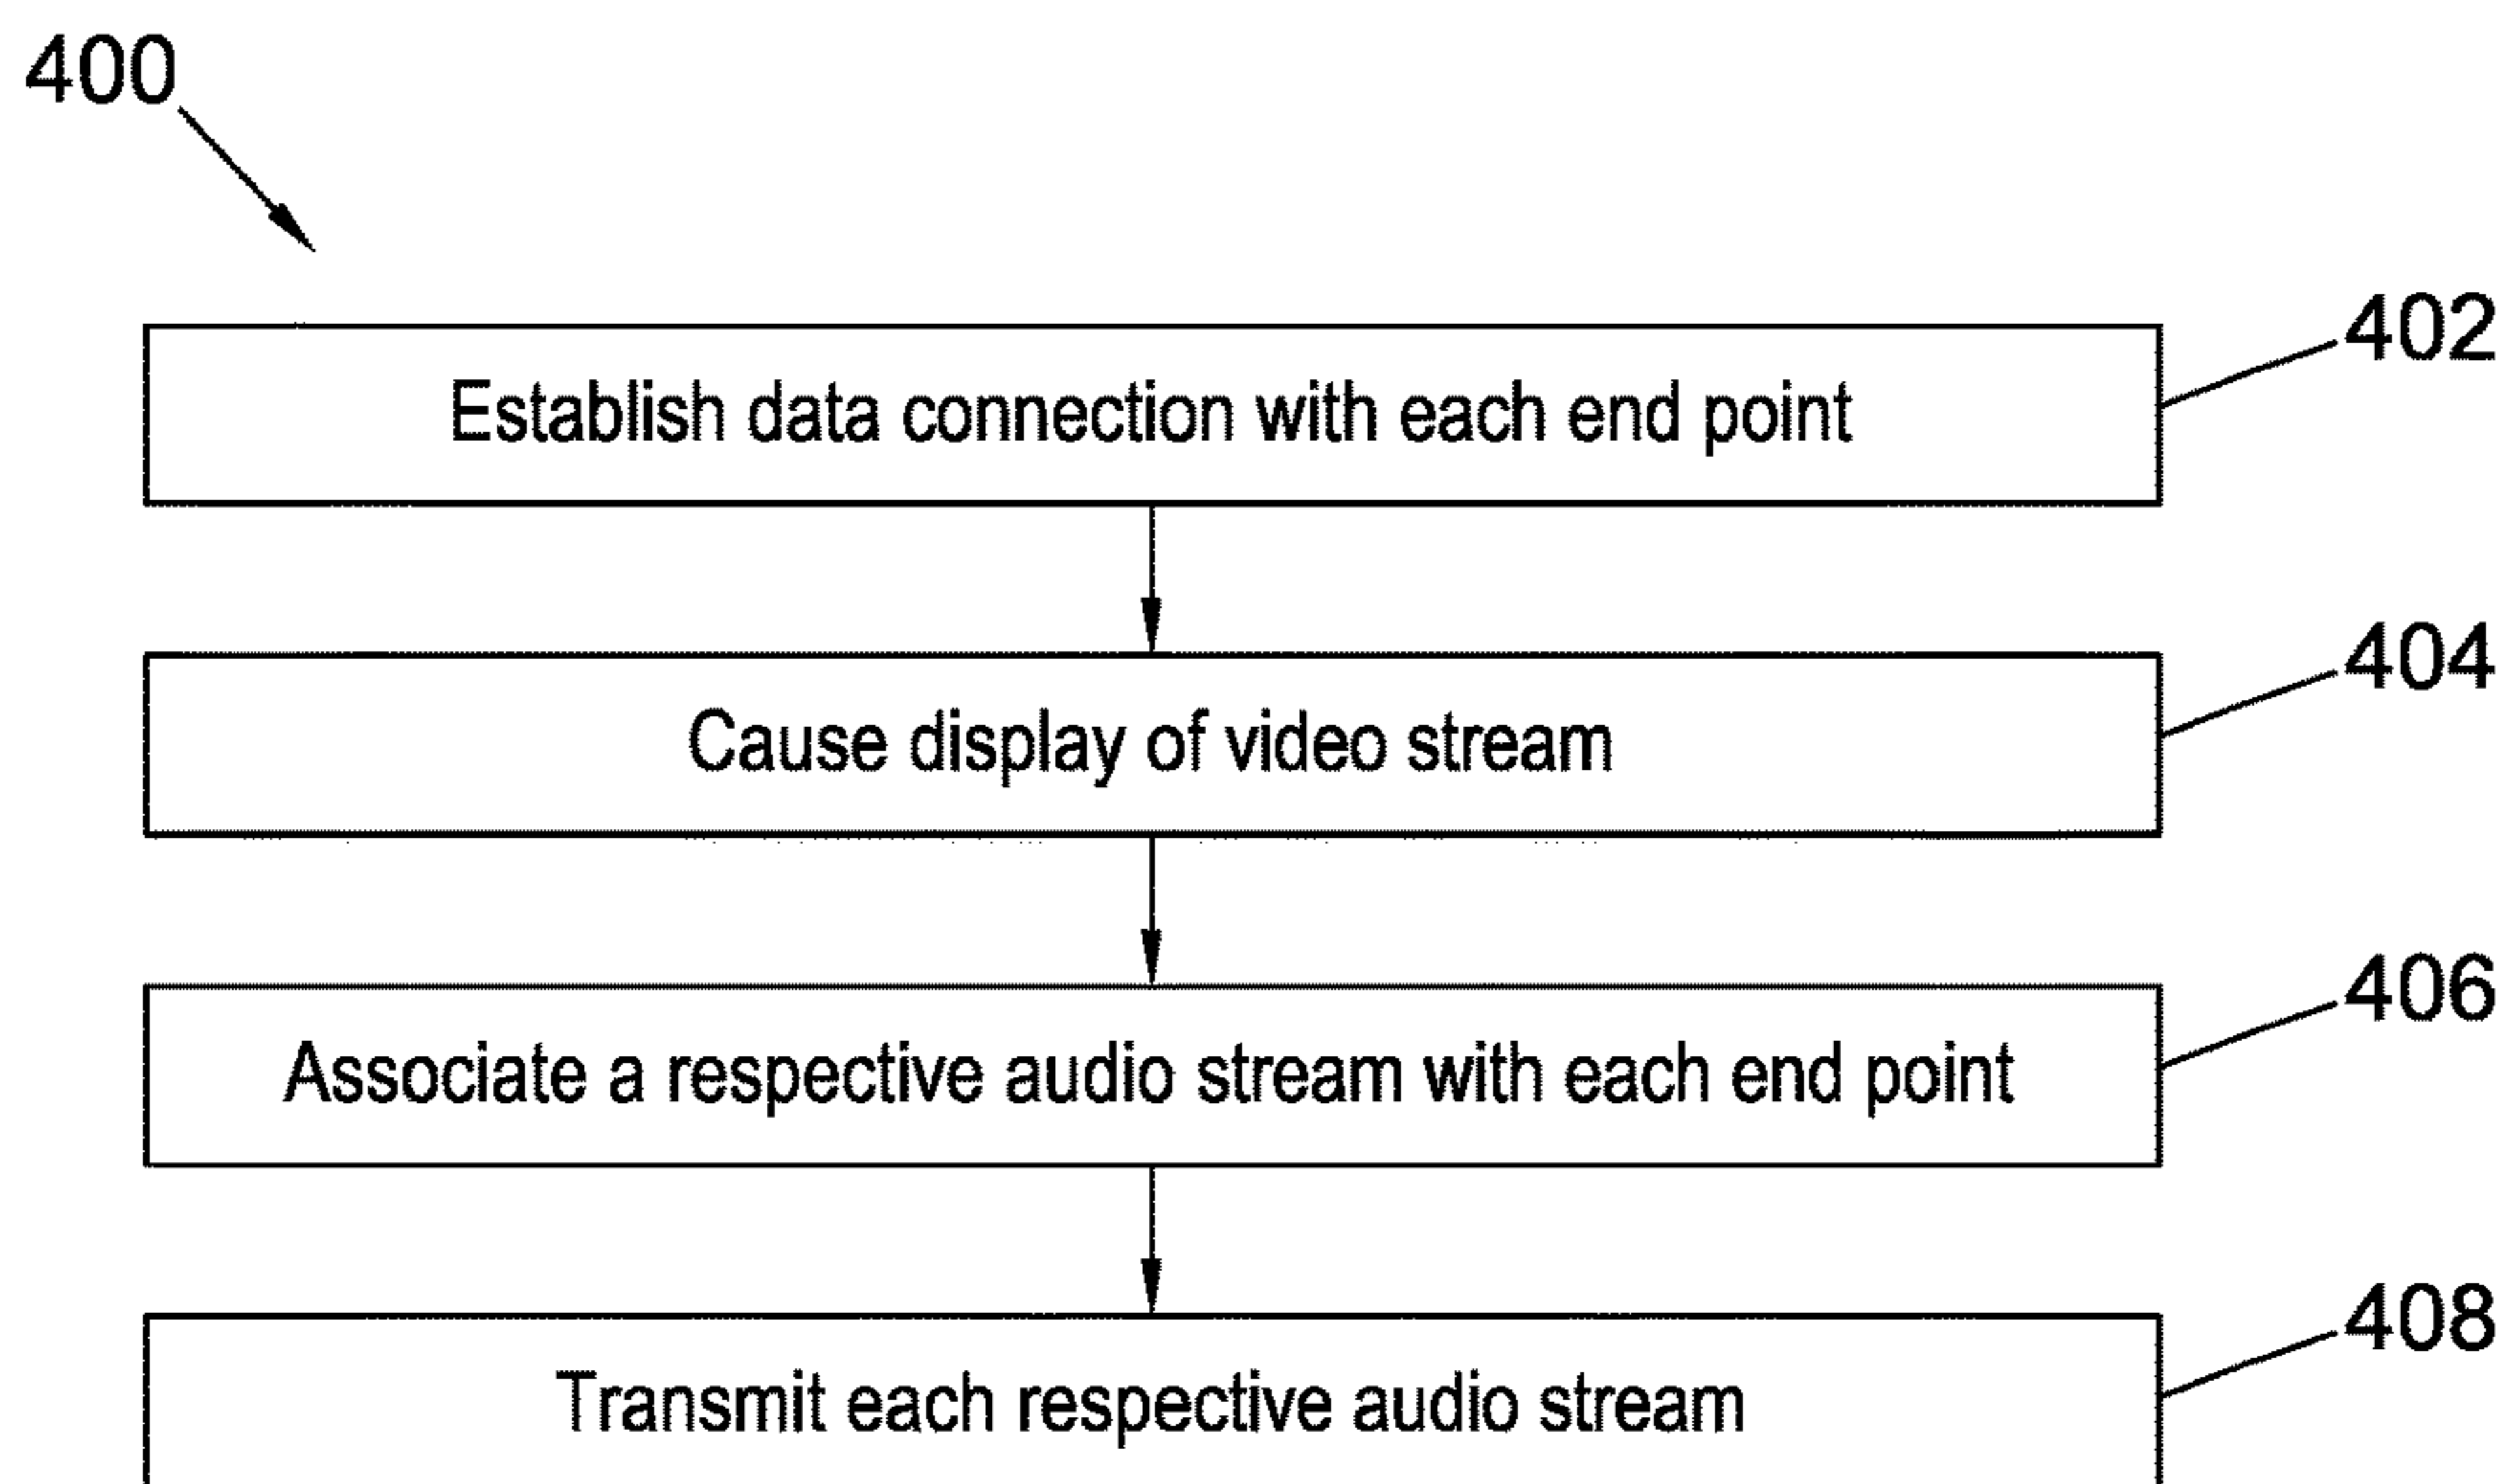 400
402
Establish data connection with each end point
404
Cause display of video stream
406
Associate a respective audio stream with each end point
408
Transmit each respective audio stream